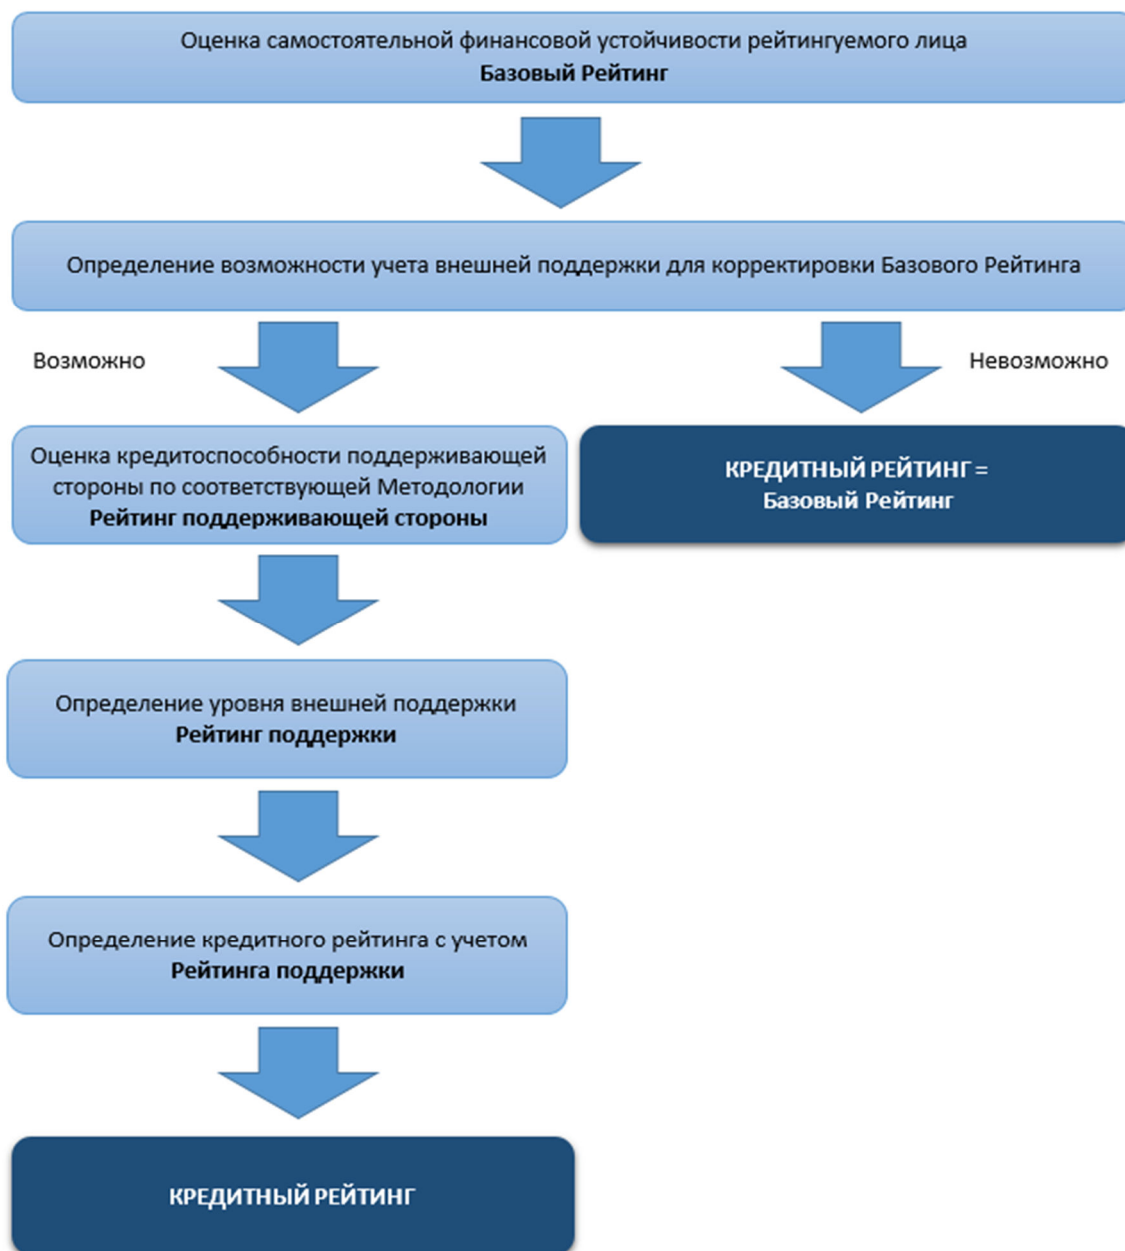 Оценка самостоятельной финансовой устойчивости рейтингуемого лица
Базовый Рейтинг
Определение возможности учета внешней поддержки для корректировки Базового Рейтинга
Возможно
Невозможно
Оценка кредитоспособности поддерживающей
стороны по соответствующей Методологии
Рейтинг поддерживающей стороны
КРЕДИТНЫЙ РЕЙТИНГ =
Базовый Рейтинг
Определение уровня внешней поддержки
Рейтинг поддержки
Определение кредитного рейтинга с учетом
Рейтинга поддержки
КРЕДИТНЫЙ РЕЙТИНГ